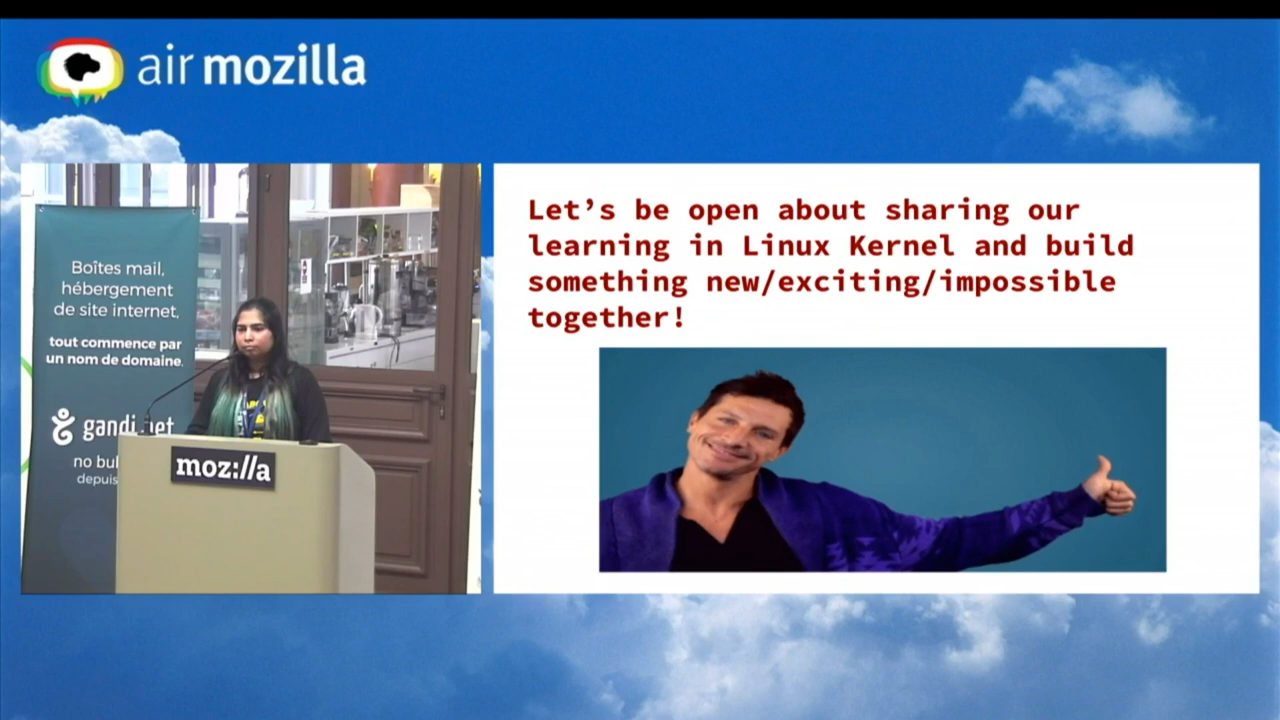 air mozilla
Boîtes mail,
hébergement
de site internet,
tout commence par
un nom de domaine.
gandi.net
no bul
depuis
moz://a
Let’s be open about sharing our
learning in Linux Kernel and build
something new/exciting/impossible
together!